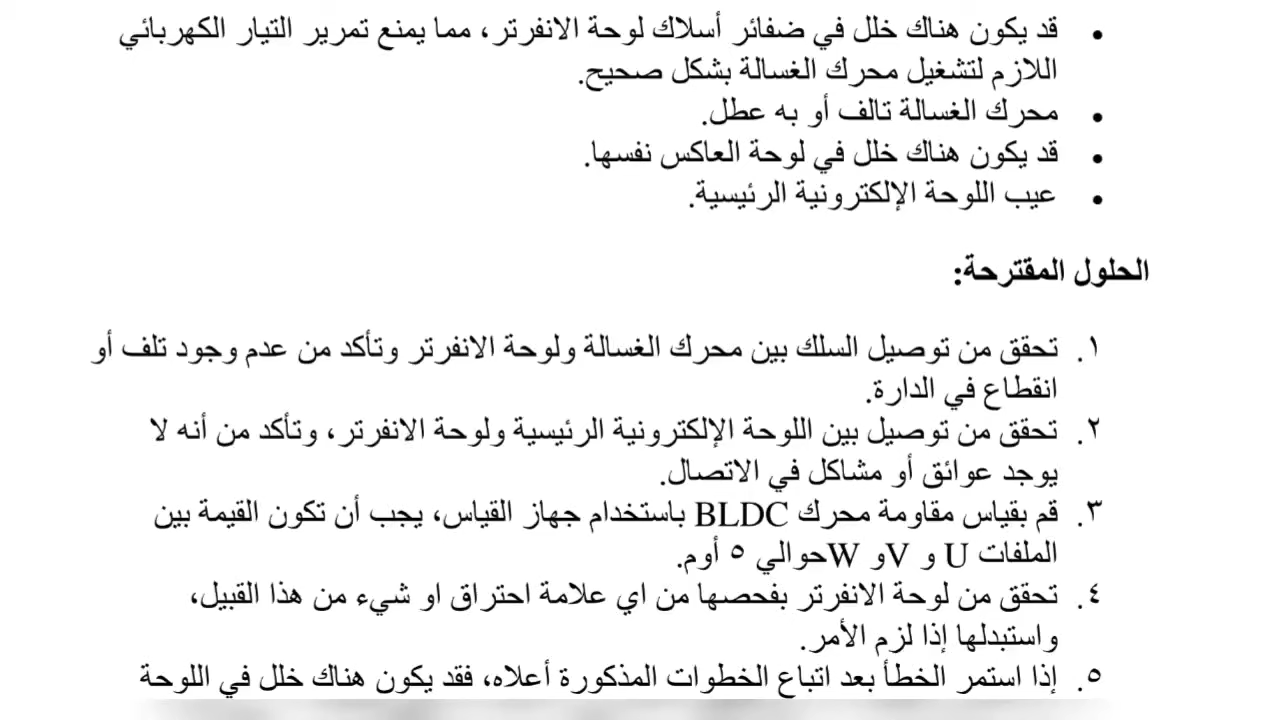 • قد يكون هناك خلل في ضفائر أسلاك لوحة الانفرتر، مما يمنع تمرير التيار الكهربائي
اللازم لتشغيل محرك الغسالة بشكل صحيح.
• محرك الغسالة تالف أو به عطل.
• قد يكون هناك خلل في لوحة العاكس نفسها.
• عيب اللوحة الإلكترونية الرئيسية.
الحلول المقترحة:
١. تحقق من توصيل السلك بين محرك الغسالة ولوحة الانفرتر وتأكد من عدم وجود تلف أو
انقطاع في الدارة.
٢. تحقق من توصيل بين اللوحة الإلكترونية الرئيسية ولوحة الانفرتر، وتأكد من أنه لا
يوجد عوائق أو مشاكل في الاتصال.
٣. قم بقياس مقاومة محرك BLDC باستخدام جهاز القياس، يجب أن تكون القيمة بين
الملفات U و Vو Wحوالي ٥ أوم.
٤. تحقق من لوحة الانفرتر بفحصها من اي علامة احتراق او شيء من هذا القبيل،
واستبدلها إذا لزم الأمر.
٥. إذا استمر الخطأ بعد اتباع الخطوات المذكورة أعلاه، فقد يكون هناك خلل في اللوحة